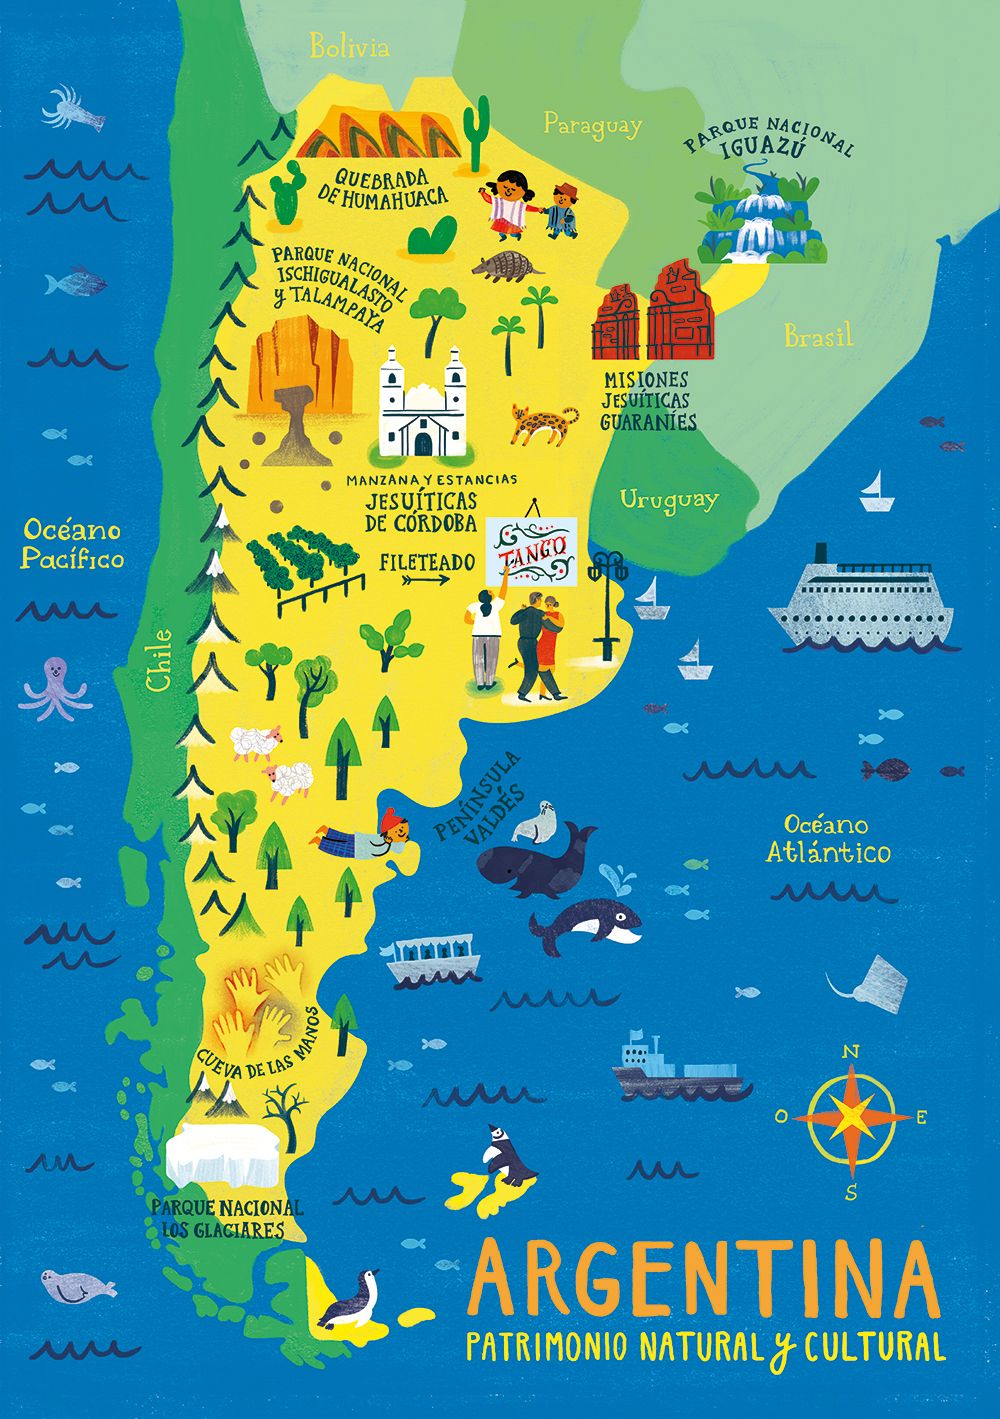 Bolivia
Paraguay
PARQUE NACIONAL
IGUAZÚ
QUEBRADA
DE HUMAHUACA
PARQUE NACIONAL
ISCHIGUALASTO
y TALAMPAYA
Brasil
MISIONES
JESUÍTICAS
GUARANÍES
MANZANA Y ESTANCIAS
JESUÍTICAS
DE CÓRDOBA
Uruguay
Océano
Pacífico
FILETEADO
TANGO
Chile
PENÍNSULA
VALDÉS
Océano
Atlántico
CUEVA DE LAS MANOS
N
O
E
S
PARQUE NACIONAL
LOS GLACIARES
ARGENTINA
PATRIMONIO NATURAL y CULTURAL